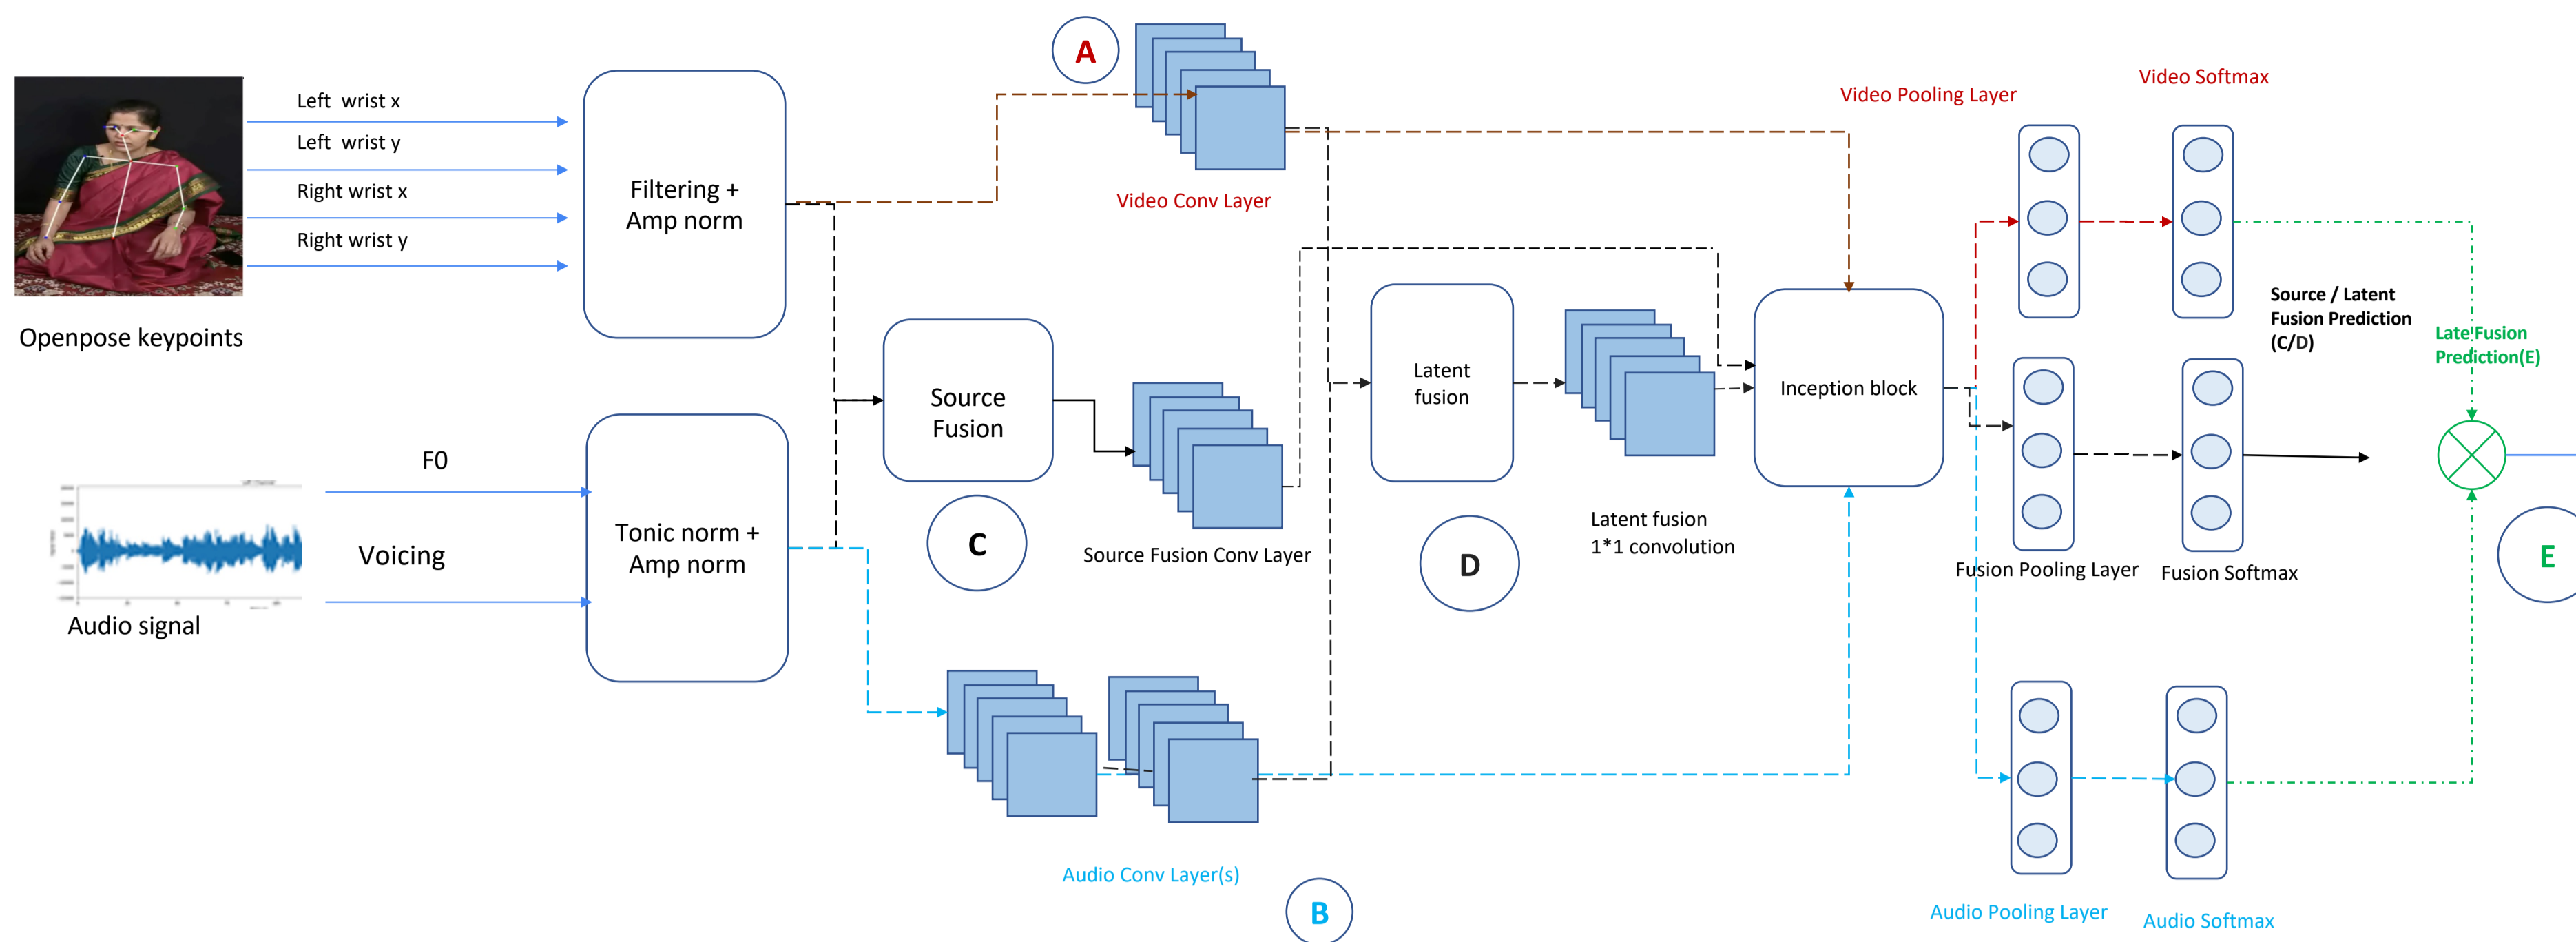 A
Video Softmax
Video Pooling Layer
Left wrist x
Left wrist y
Right wrist x
Right wrist y
Filtering +
Amp norm
Video Conv Layer
Openpose keypoints
Source / Latent
Fusion Prediction
(C/D)
Late Fusion
Prediction(E)
Source
Fusion
Latent
fusion
Inception block
F0
Voicing
Tonic norm +
Amp norm
Audio signal
C
Source Fusion Conv Layer
D
Latent fusion
1*1 convolution
Fusion Pooling Layer
Fusion Softmax
E
Audio Conv Layer(s)
B
Audio Pooling Layer
Audio Softmax